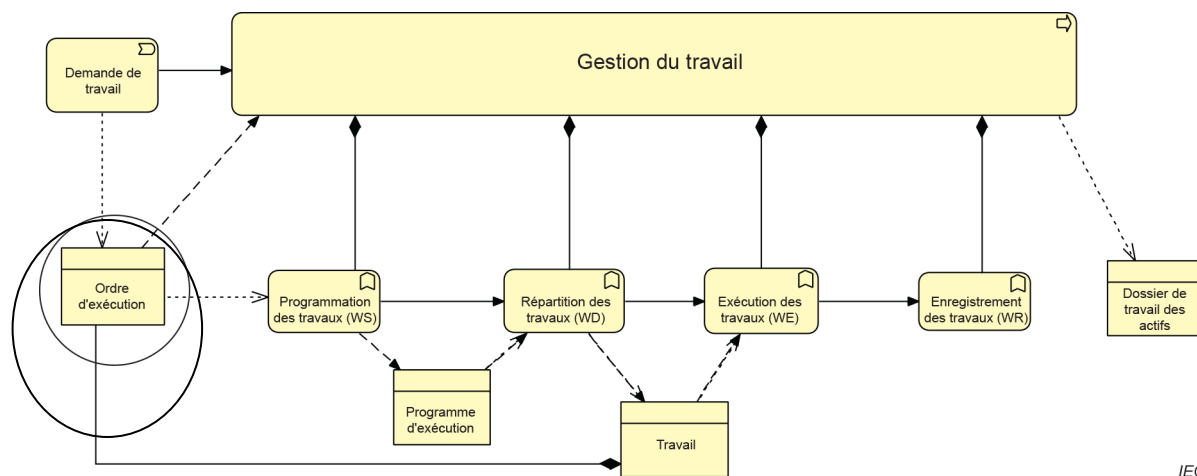 Gestion du travail
Demande de
travail
Ordre
d'exécution
Programmation
des travaux (WS)
Répartition des
travaux (WD)
Exécution des
travaux (WE)
Enregistrement
des travaux (WR)
Dossier de
travail des
actifs
Programme
d'exécution
Travail